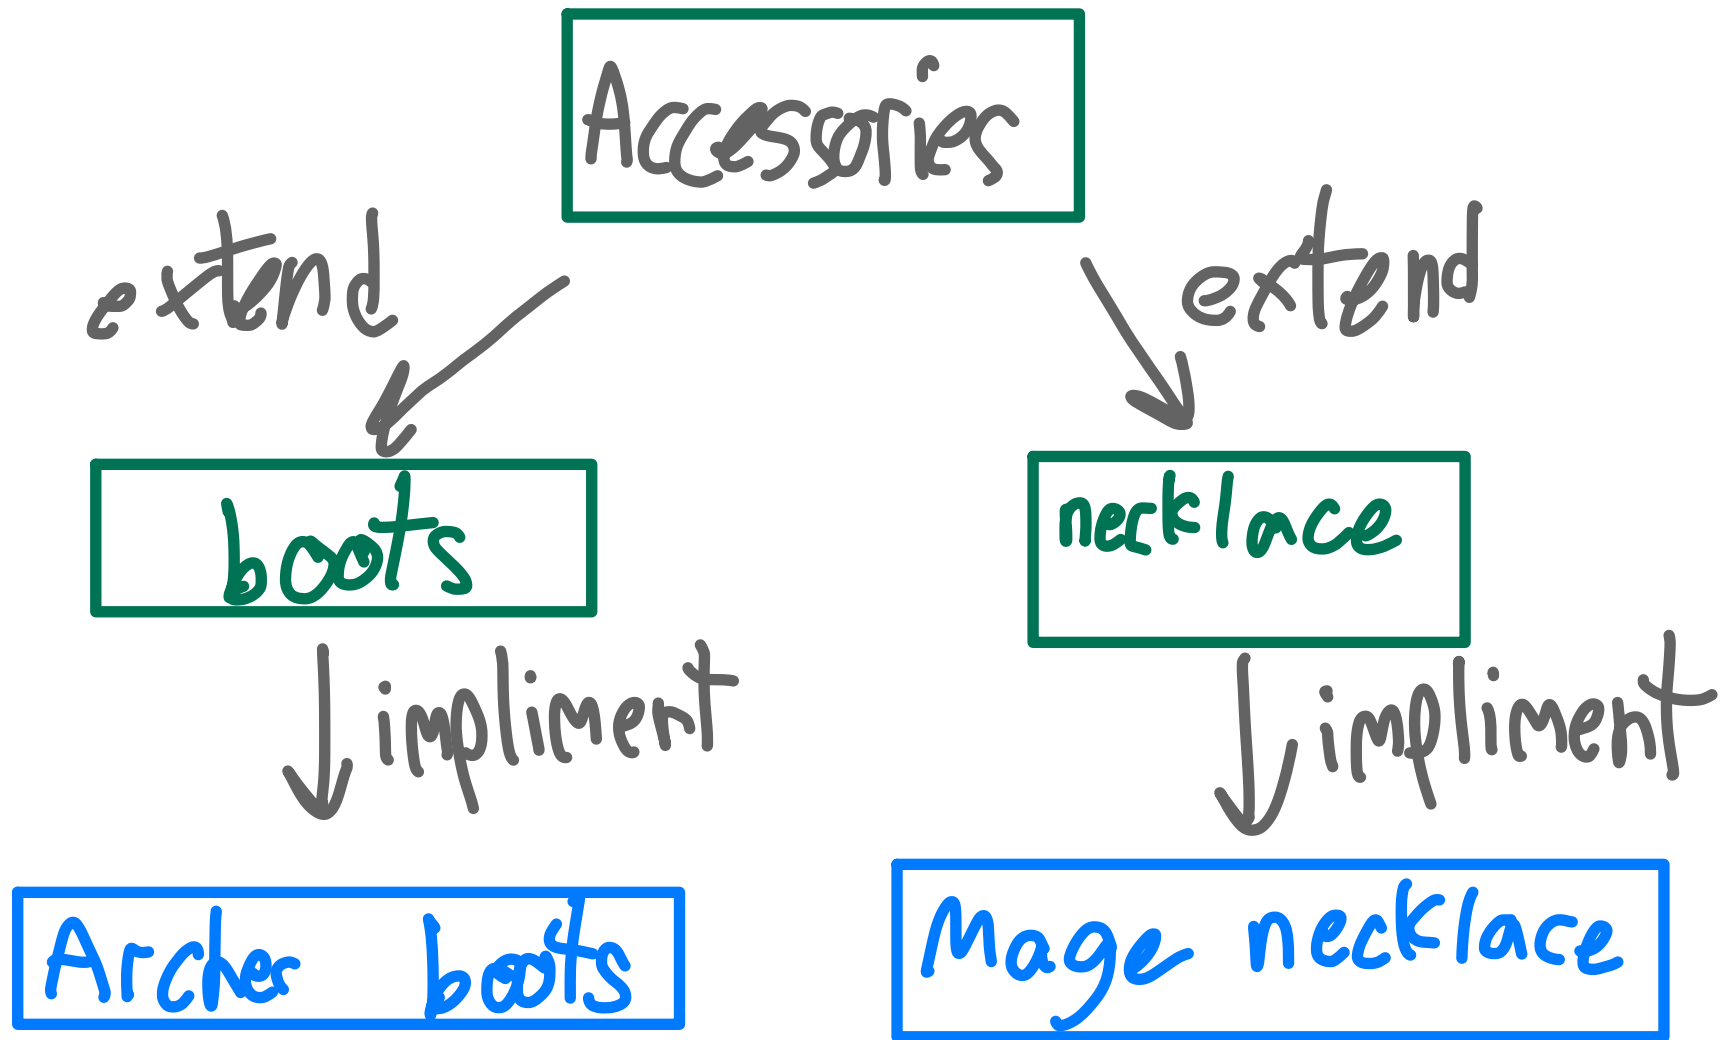 Accessories
extend
extend
boots
necklace
impliment
impliment
Archer boots
Mage necklace